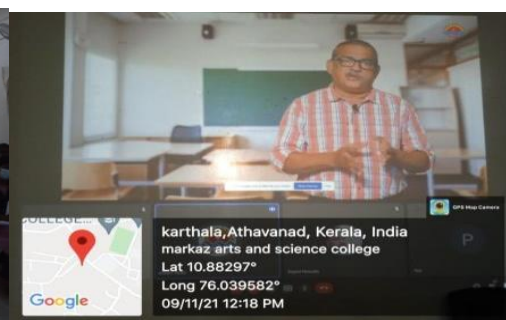 GPS Map Camera
COLLEGE
karthala,Athavanad, Kerala, India
markaz arts and science college
Lat 10.88297°
Long 76.039582°
09/11/21 12:18 PM
Google
P